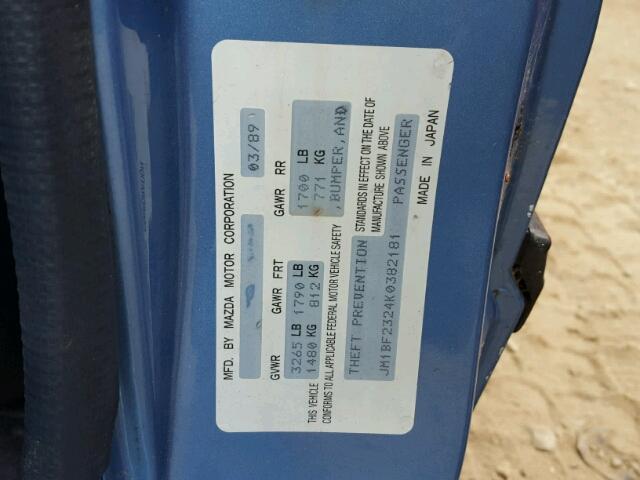 MFD. BY MAZDA MOTOR CORPORATION 03/89
GVWR GAWR FRT GAWR RR
3265 LB 1790 LB 1700 LB
1480 KG 812 KG 771 KG
THIS VEHICLE CONFORMS TO ALL APPLICABLE FEDERAL MOTOR VEHICLE SAFETY ,BUMPER,AND
THEFT PREVENTION STANDARDS IN EFFECT ON THE DATE OF MANUFACTURE SHOWN ABOVE
JM1BF2324K0382181 PASSENGER
MADE IN JAPAN